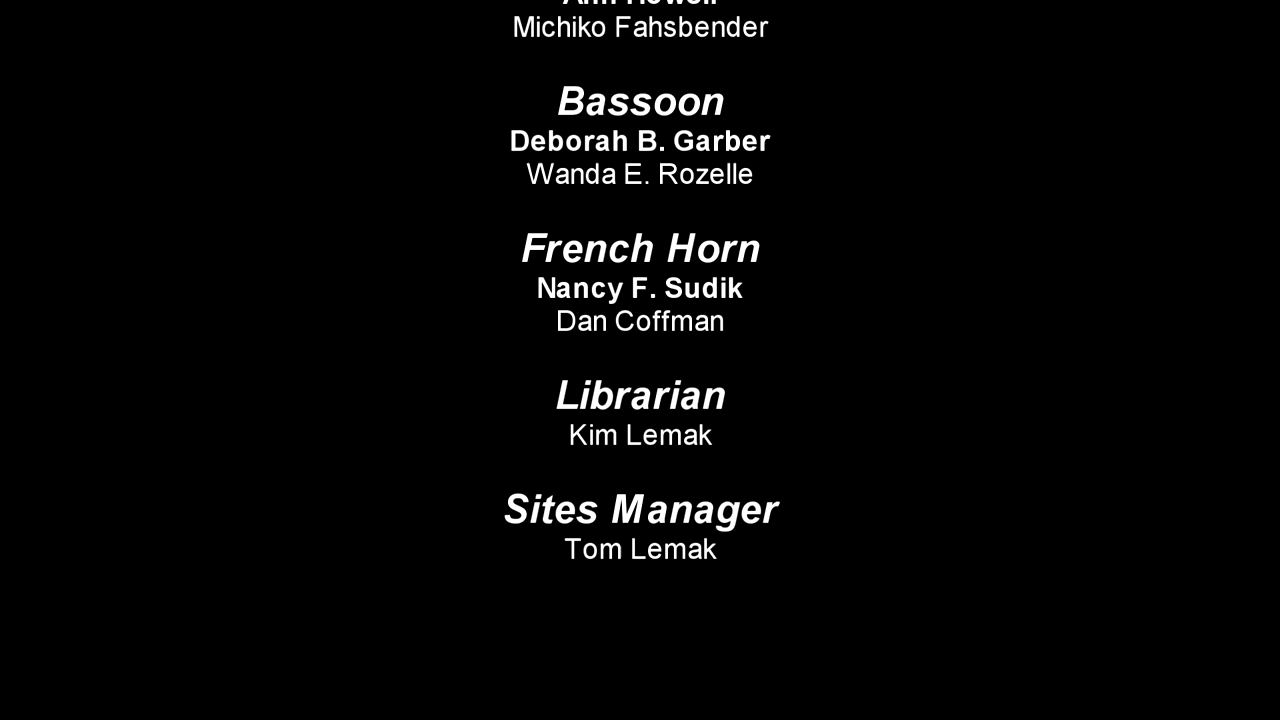 Michiko Fahsbender
Bassoon
Deborah B. Garber
Wanda E. Rozelle
French Horn
Nancy F. Sudik
Dan Coffman
Librarian
Kim Lemak
Sites Manager
Tom Lemak